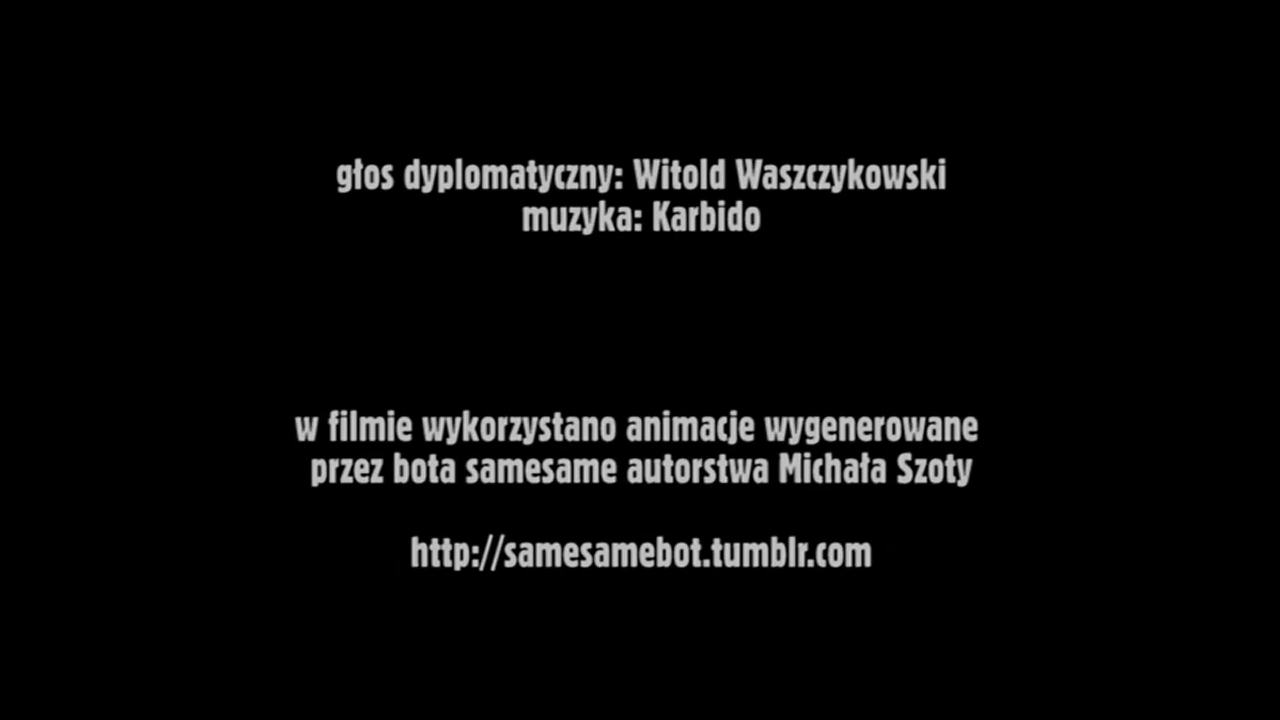 głos dyplomatyczny: Witold Waszczykowski
muzyka: Karbido
w filmie wykorzystano animacje wygenerowane
przez bota samesame autorstwa Michała Szoty
http://samesamebot.tumblr.com